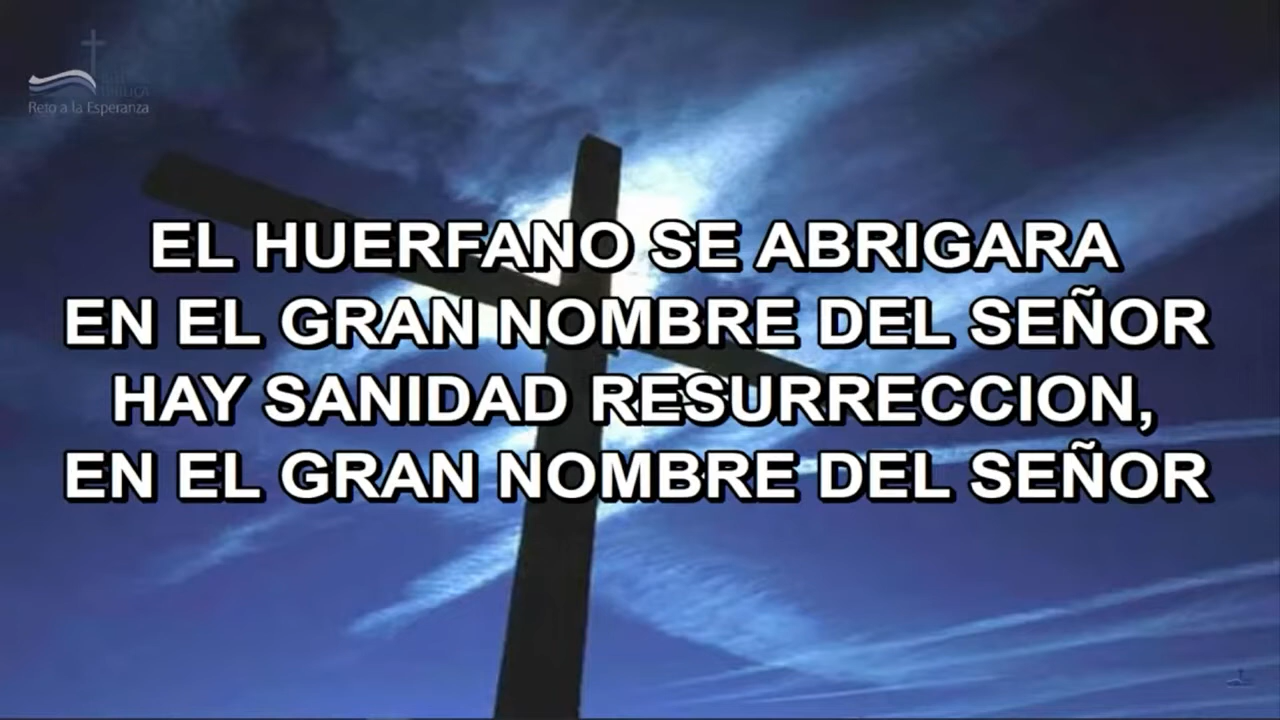 Reto a la Esperanza
EL HUERFANO SE ABRIGARA
EN EL GRAN NOMBRE DEL SEÑOR
HAY SANIDAD RESURRECCION,
EN EL GRAN NOMBRE DEL SEÑOR